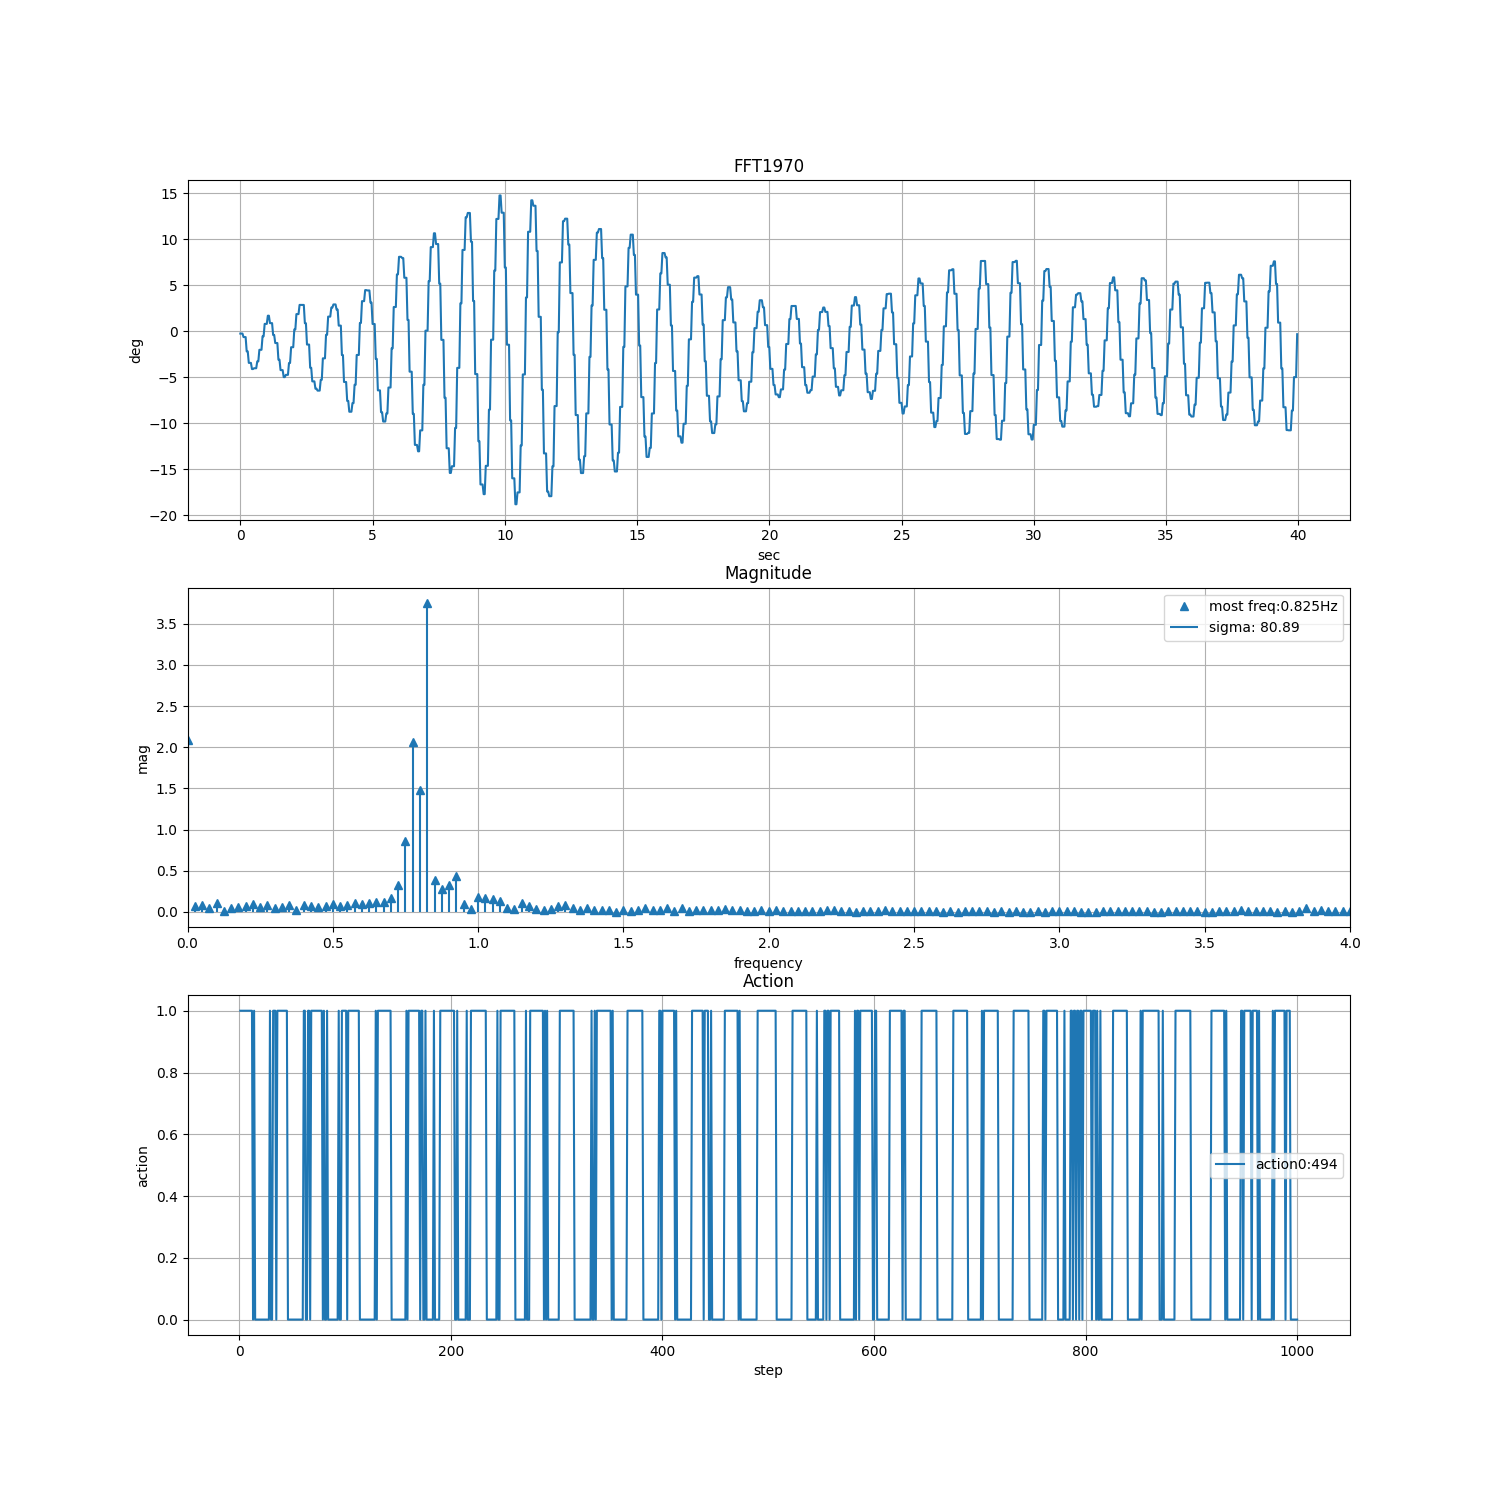 FFT1970
15
10
5
0
−5
−10
−15
−20
deg
0 5 10 15 20 25 30 35 40
sec
Magnitude
most freq:0.825Hz
sigma: 80.89
3.5
3.0
2.5
2.0
1.5
1.0
0.5
0.0
mag
0.0 0.5 1.0 1.5 2.0 2.5 3.0 3.5 4.0
frequency
Action
1.0
0.8
0.6
0.4
0.2
0.0
action
action0:494
0 200 400 600 800 1000
step